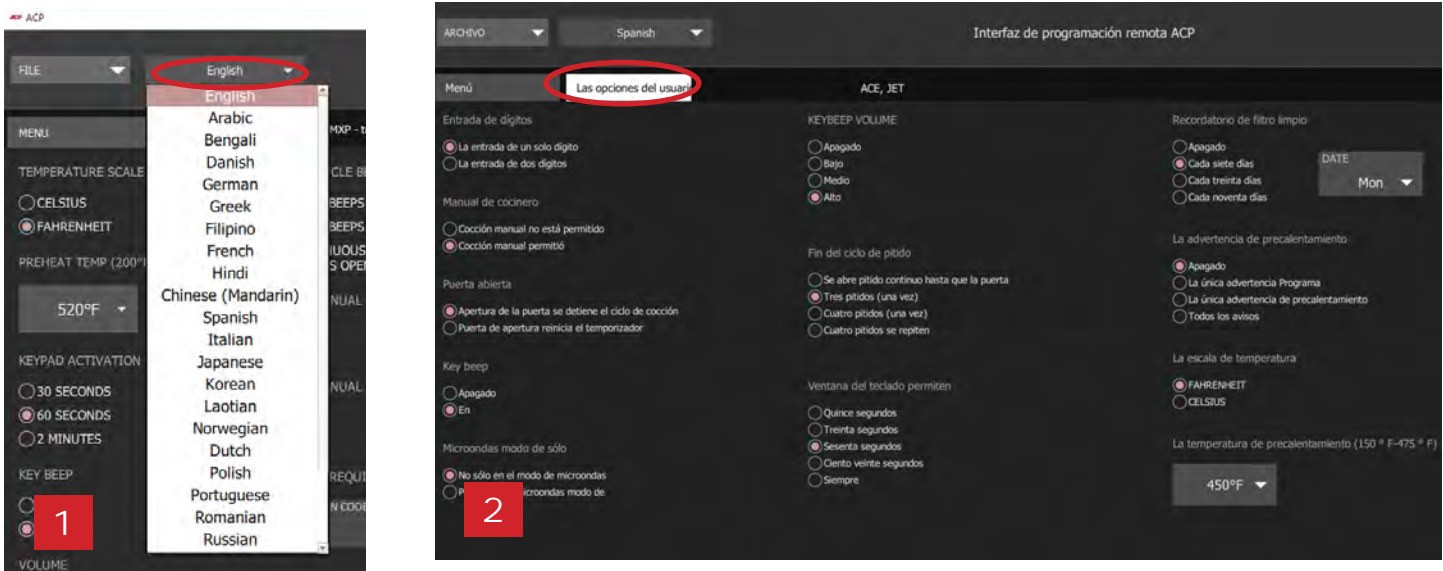 ACP ACP
FILE
English
English
Arabic
Bengali
Danish
German
Greek
Filipino
French
Hindi
Chinese (Mandarin)
Spanish
Italian
Japanese
Korean
Laotian
Norwegian
Dutch
Polish
Portuguese
Romanian
Russian
MENU
MXP - t
TEMPERATURE SCALE
CELSIUS
FAHRENHEIT
CLE B
BEEPS
BEEPS
UOUS
S OPE
PREHEAT TEMP (200°
520°F
NUAL
KEYPAD ACTIVATION
30 SECONDS
60 SECONDS
2 MINUTES
NUAL
KEY BEEP
REQU
N CODE
1
VOLUME
ARCHIVO
Spanish
Interfaz de programación remota ACP
Menú
Las opciones del usuari
ACE, JET
Entrada de dígitos
La entrada de un solo dígito
La entrada de dos dígitos
Manual de cocinero
Cocción manual no está permitido
Cocción manual permitió
Puerta abierta
Apertura de la puerta se detiene el ciclo de cocción
Puerta de apertura reinicia el temporizador
Key beep
Apagado
En
Microondas modo de sólo
No sólo en el modo de microondas
icroondas modo de
2
KEYBEEP VOLUME
Apagado
Bajo
Medio
Alto
Fin del ciclo de pitido
Se abre pitido continuo hasta que la puerta
Tres pitidos (una vez)
Cuatro pitidos (una vez)
Cuatro pitidos se repiten
Ventana del teclado permiten
Quince segundos
Treinta segundos
Sesenta segundos
Ciento veinte segundos
Siempre
Recordatorio de filtro limpio
Apagado
Cada siete días
Cada treinta días
Cada noventa días
DATE
Mon
La advertencia de precalentamiento
Apagado
La única advertencia Programa
La única advertencia de precalentamiento
Todos los avisos
La escala de temperatura
FAHRENHEIT
CELSIUS
La temperatura de precalentamiento (150 ° F-475 ° F)
450°F